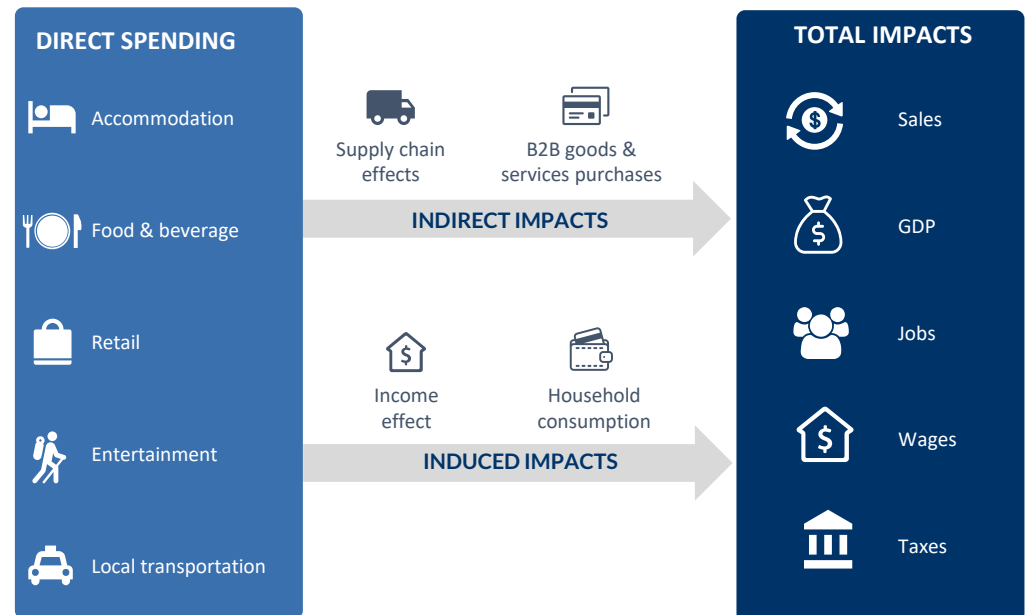 DIRECT SPENDING
Accommodation
Food & beverage
Retail
Entertainment
Local transportation
Supply chain
effects
B2B goods &
services purchases
INDIRECT IMPACTS
$
Income
effect
Household
consumption
INDUCED IMPACTS
TOTAL IMPACTS
$
Sales
$
GDP
Jobs
$
Wages
Taxes